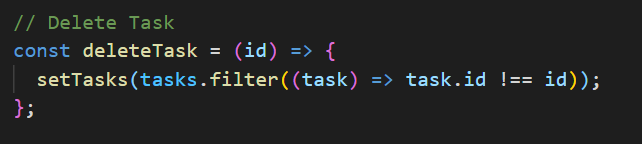 // Delete Task
const deleteTask = (id) => {
  setTasks(tasks.filter((task) => task.id !== id));
};